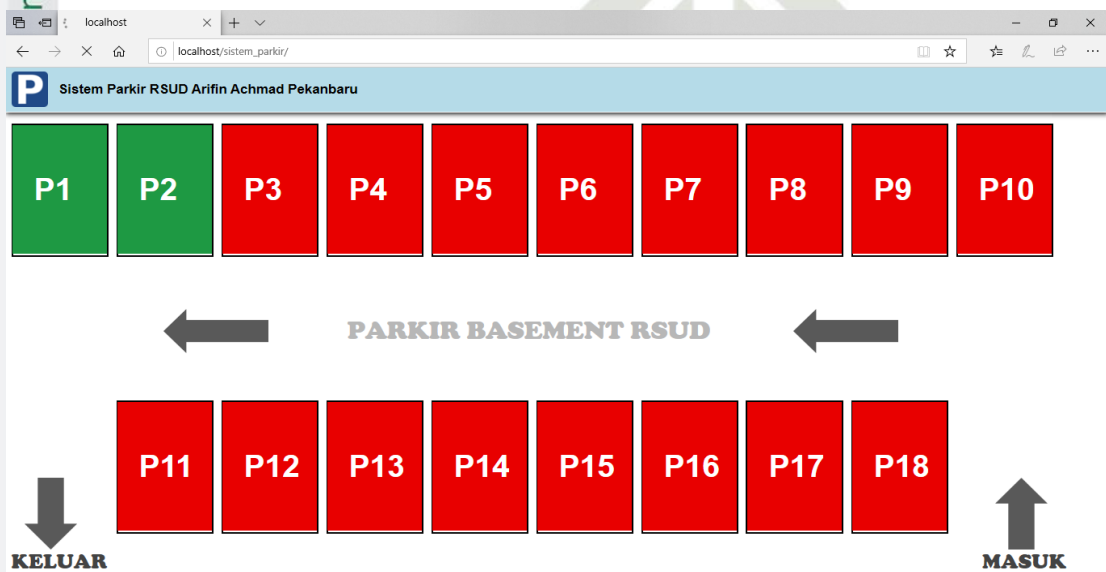 localhost
localhost/sistem_parkir/
P Sistem Parkir RSUD Arifin Achmad Pekanbaru
P1 P2 P3 P4 P5 P6 P7 P8 P9 P10
PARKIR BASEMENT RSUD
P11 P12 P13 P14 P15 P16 P17 P18
KELUAR MASUK